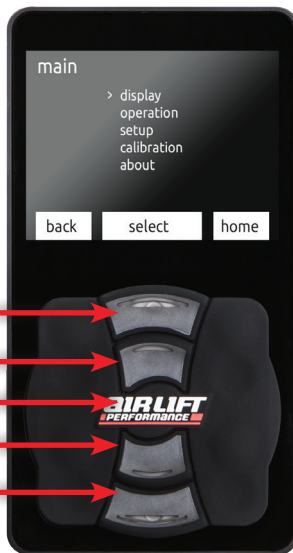 main
> display
operation
setup
calibration
about
back select home
AIRLIFT
PERFORMANCE